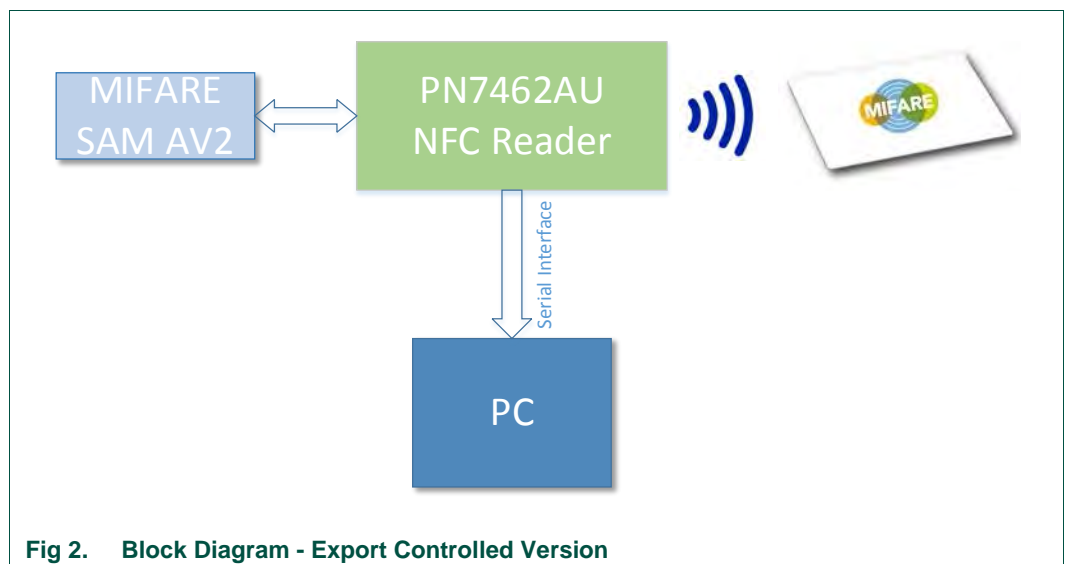 MIFARE
SAM AV2
PN7462AU
NFC Reader
MIFARE
Serial Interface
PC
Fig 2. Block Diagram - Export Controlled Version